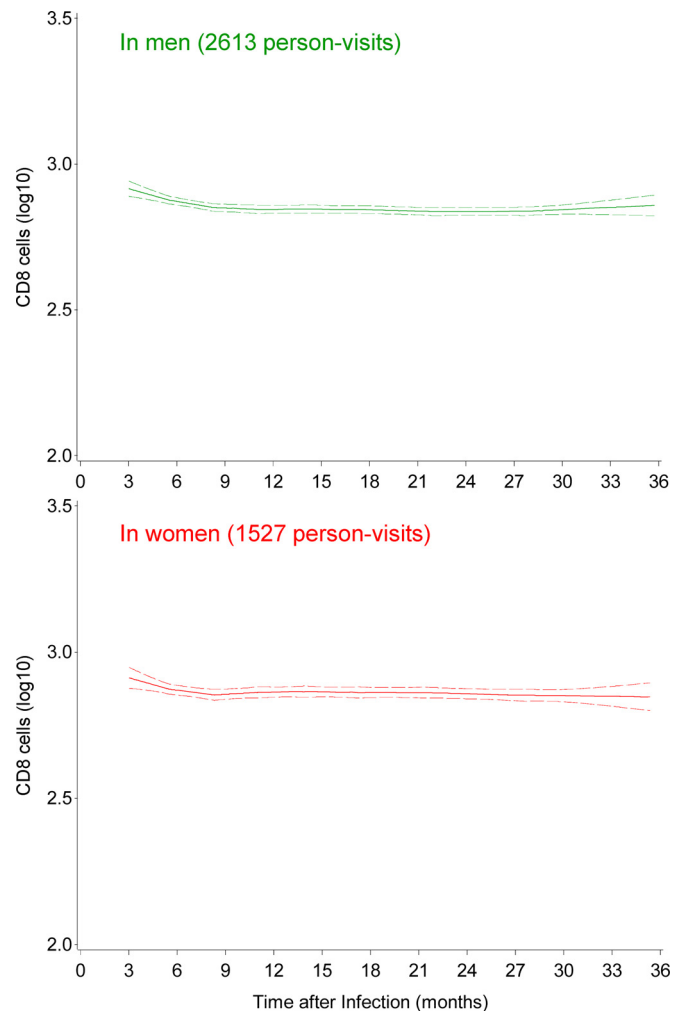 3.5
In men (2613 person-visits)
3.0
CD8 cells (log10)
2.5
2.0
0 3 6 9 12 15 18 21 24 27 30 33 36
3.5
In women (1527 person-visits)
3.0
CD8 cells (log10)
2.5
2.0
0 3 6 9 12 15 18 21 24 27 30 33 36
Time after Infection (months)